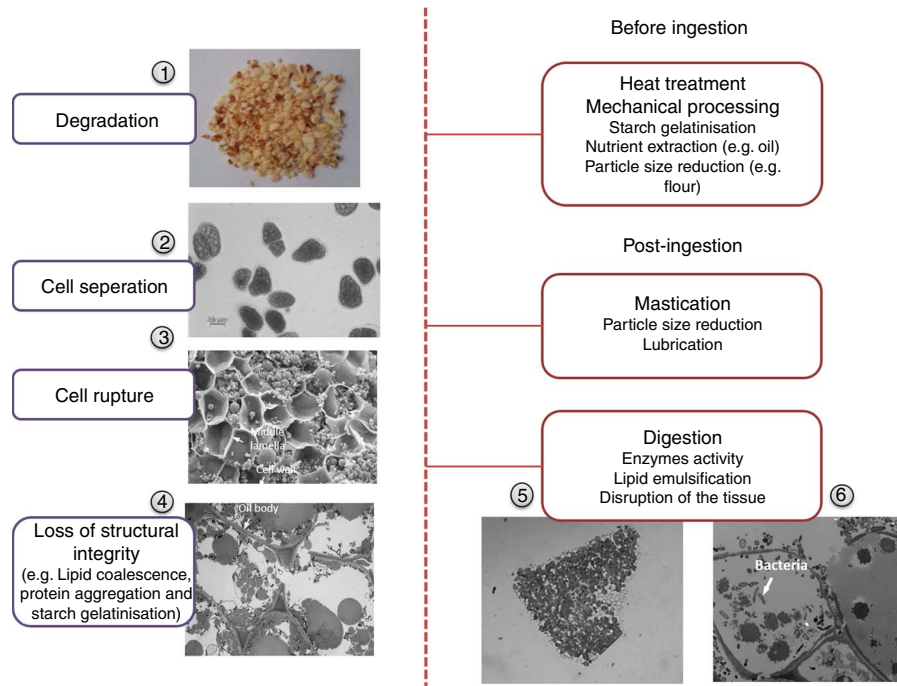 1
Degradation
2
Cell seperation
20 µm
3
Cell rupture
Middle
lamella
Cell wall
4
Loss of structural
integrity
(e.g. Lipid coalescence,
protein aggregation and
starch gelatinisation)
Oil body
Before ingestion
Heat treatment
Mechanical processing
Starch gelatinisation
Nutrient extraction (e.g. oil)
Particle size reduction (e.g.
flour)
Post-ingestion
Mastication
Particle size reduction
Lubrication
Digestion
Enzymes activity
Lipid emulsification
Disruption of the tissue
5
6
Bacteria